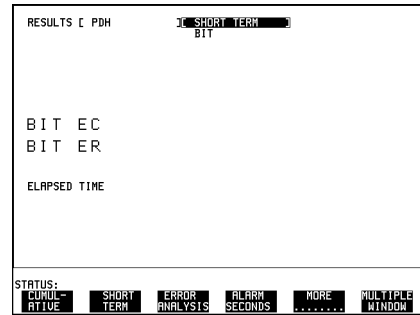 RESULTS [ PDH ][ SHORT TERM ]
BIT
BIT EC
BIT ER
ELAPSED TIME
STATUS:
CUMUL- SHORT ERROR ALARM MORE MULTIPLE
ATIVE TERM ANALYSIS SECONDS ........ WINDOW